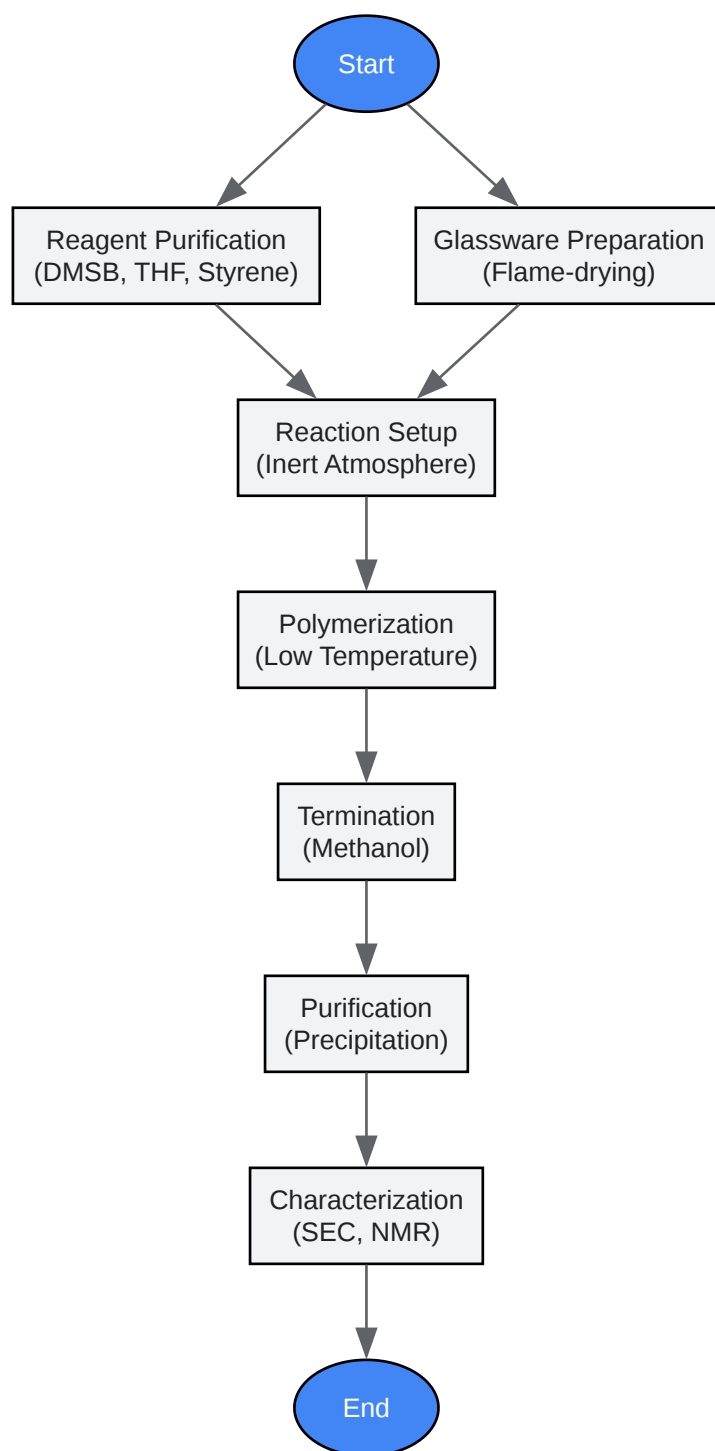 Start
Reagent Purification
(DMSB, THF, Styrene)
Glassware Preparation
(Flame-drying)
Reaction Setup
(Inert Atmosphere)
Polymerization
(Low Temperature)
Termination
(Methanol)
Purification
(Precipitation)
Characterization
(SEC, NMR)
End